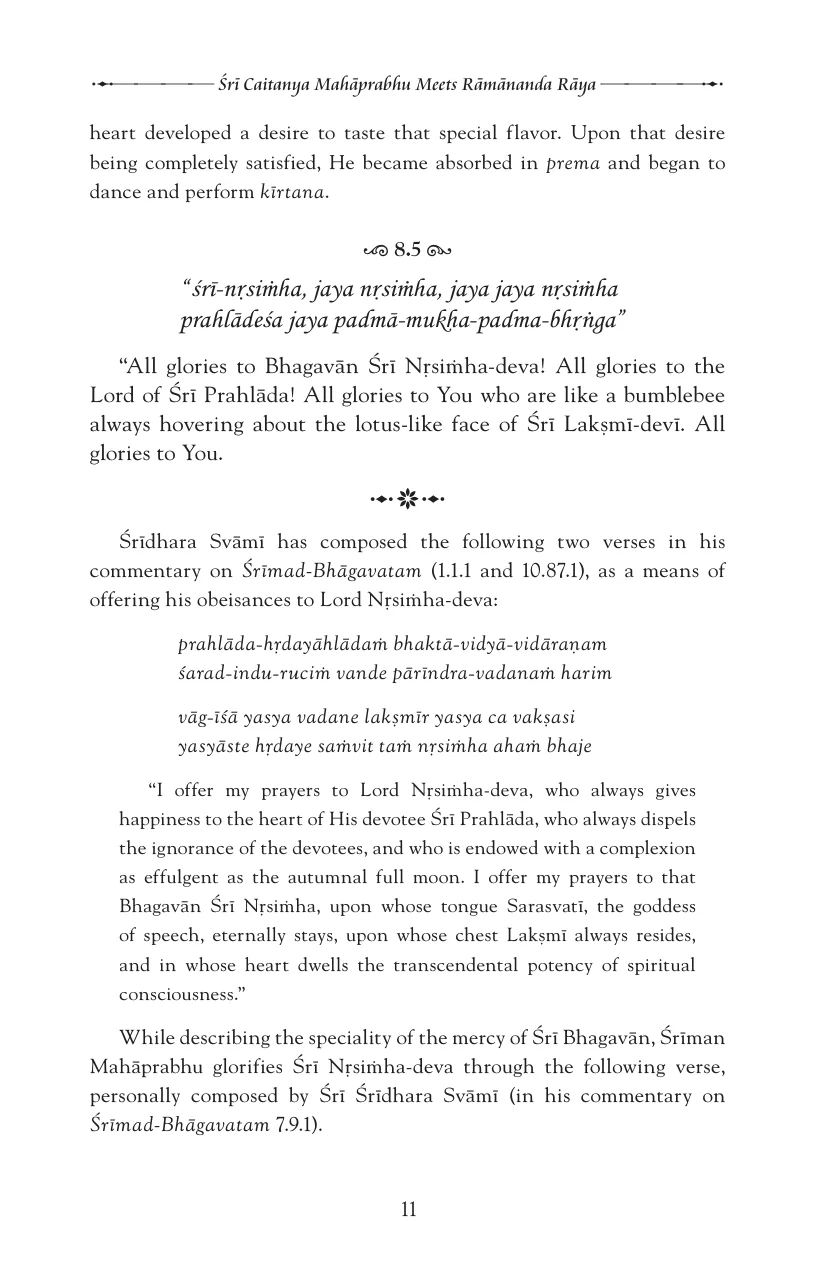 Śrī Caitanya Mahāprabhu Meets Rāmānanda Rāya
heart developed a desire to taste that special flavor. Upon that desire
being completely satisfied, He became absorbed in prema and began to
dance and perform kīrtana.
8.5
“śrī-nṛsiṁha, jaya nṛsiṁha, jaya jaya nṛsiṁha
prahlādeśa jaya padmā-mukha-padma-bhṛṅga”
“All glories to Bhagavān Śrī Nṛsiṁha-deva! All glories to the
Lord of Śrī Prahlāda! All glories to You who are like a bumblebee
always hovering about the lotus-like face of Śrī Lakṣmī-devī. All
glories to You.
Śrīdhara Svāmī has composed the following two verses in his
commentary on Śrīmad-Bhāgavatam (1.1.1 and 10.87.1), as a means of
offering his obeisances to Lord Nṛsiṁha-deva:
prahlāda-hṛdayāhlādaṁ bhaktā-vidyā-vidāraṇam
śarad-indu-ruciṁ vande pārīndra-vadanaṁ harim
vāg-īśā yasya vadane lakṣmīr yasya ca vakṣasi
yasyāste hṛdaye saṁvit taṁ nṛsiṁha ahaṁ bhaje
“I offer my prayers to Lord Nṛsiṁha-deva, who always gives
happiness to the heart of His devotee Śrī Prahlāda, who always dispels
the ignorance of the devotees, and who is endowed with a complexion
as effulgent as the autumnal full moon. I offer my prayers to that
Bhagavān Śrī Nṛsiṁha, upon whose tongue Sarasvatī, the goddess
of speech, eternally stays, upon whose chest Lakṣmī always resides,
and in whose heart dwells the transcendental potency of spiritual
consciousness.”
While describing the speciality of the mercy of Śrī Bhagavān, Śrīman
Mahāprabhu glorifies Śrī Nṛsiṁha-deva through the following verse,
personally composed by Śrī Śrīdhara Svāmī (in his commentary on
Śrīmad-Bhāgavatam 7.9.1).
11